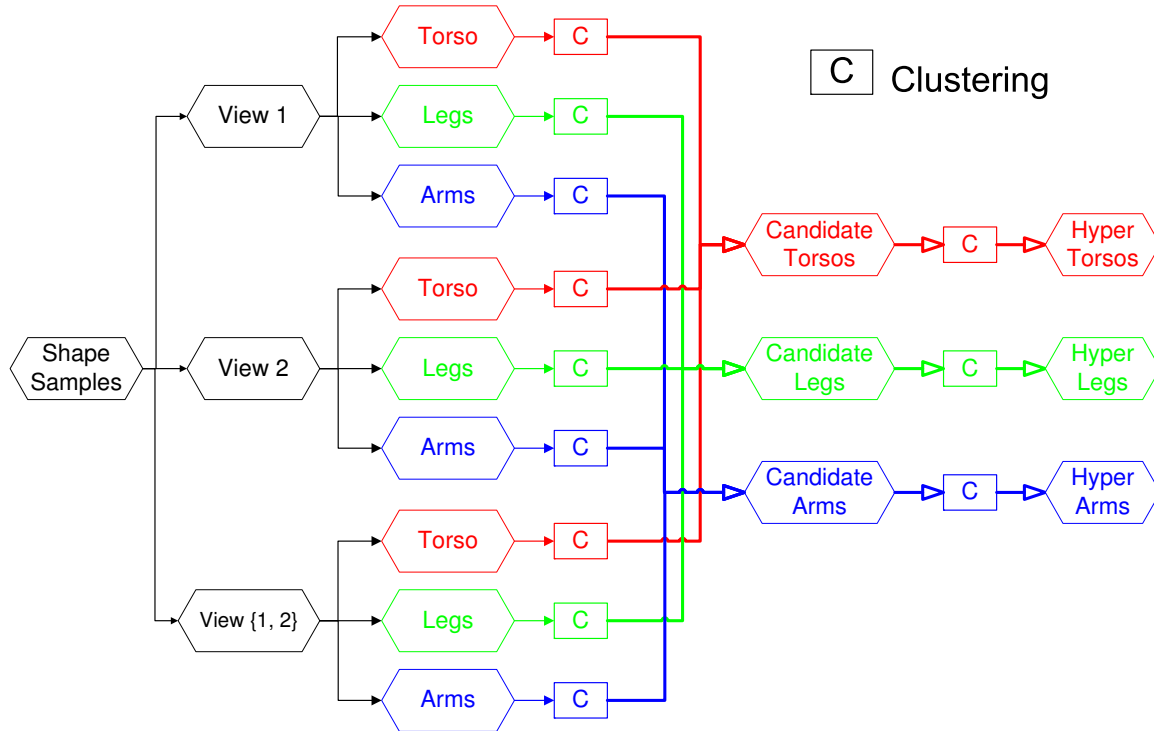 Torso
C
C
Clustering
View 1
Legs
C
Arms
C
Candidate
Torsos
C
Hyper
Torsos
Torso
C
Shape
Samples
View 2
Legs
C
Candidate
Legs
C
Hyper
Legs
Arms
C
Candidate
Arms
C
Hyper
Arms
Torso
C
View {1, 2}
Legs
C
Arms
C